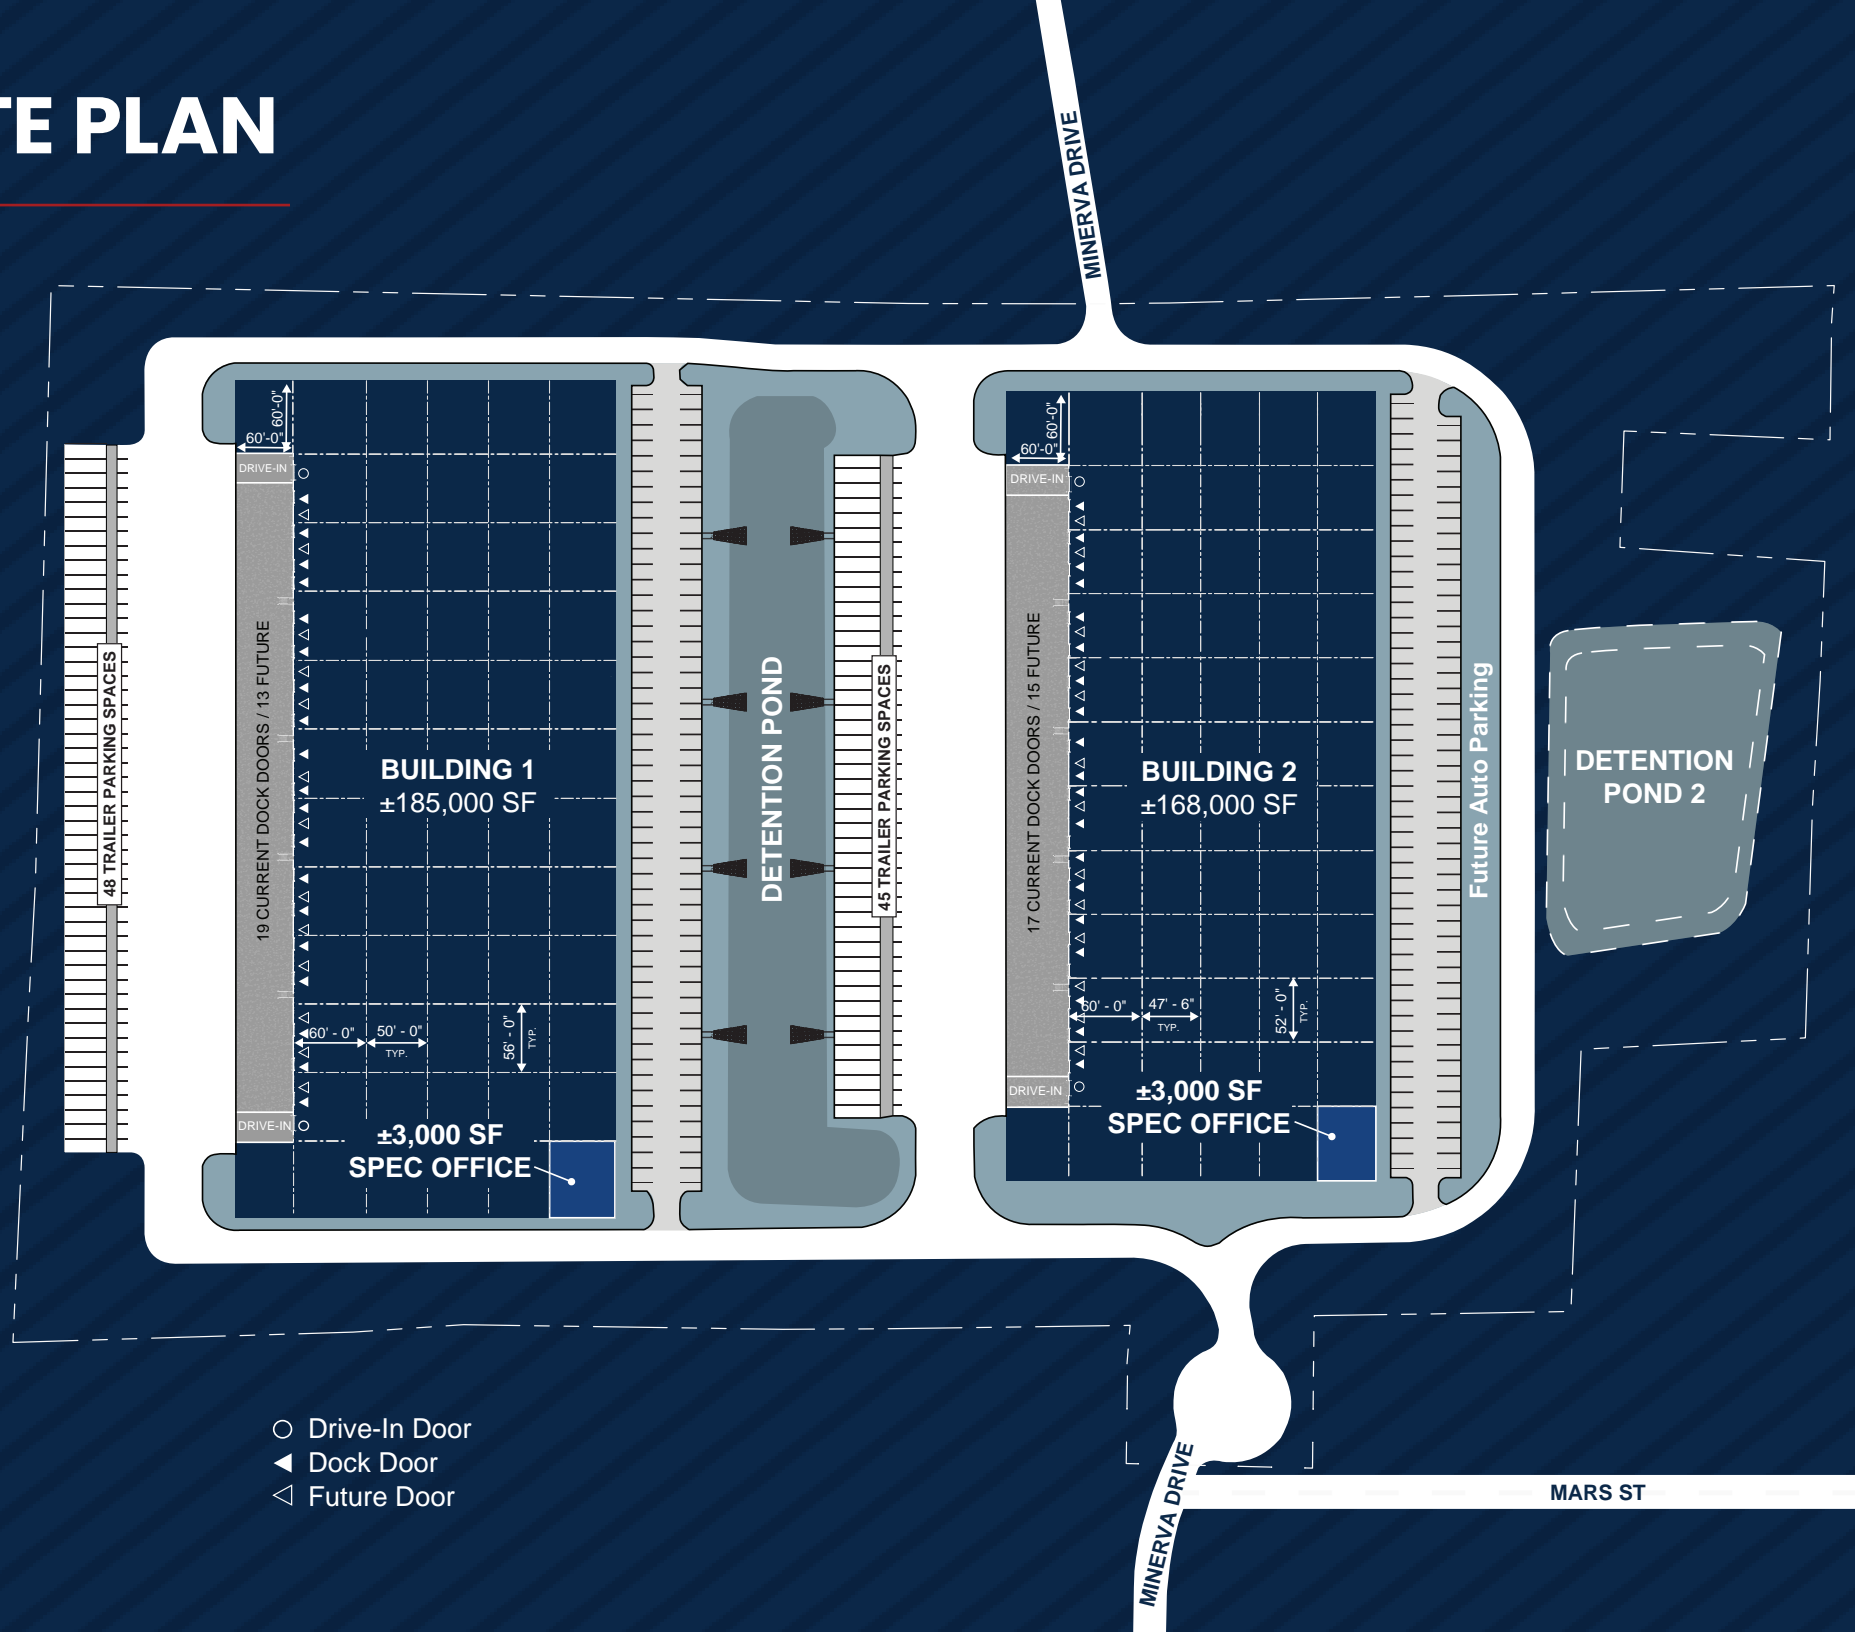 TE PLAN
MINERVA DRIVE
60'-0"
60'-0"
DRIVE-IN
60'-0"
60'-0"
DRIVE-IN
48 TRAILER PARKING SPACES
19 CURRENT DOCK DOORS / 13 FUTURE
BUILDING 1
±185,000 SF
DETENTION POND
45 TRAILER PARKING SPACES
17 CURRENT DOCK DOORS / 15 FUTURE
BUILDING 2
±168,000 SF
Future Auto Parking
DETENTION
POND 2
60' - 0"
50' - 0"
TYP.
56' - 0"
TYP.
60' - 0"
47' - 6"
TYP.
52' - 0"
TYP.
DRIVE-IN
±3,000 SF
SPEC OFFICE
DRIVE-IN
±3,000 SF
SPEC OFFICE
Drive-In Door
Dock Door
Future Door
MINERVA DRIVE
MARS ST